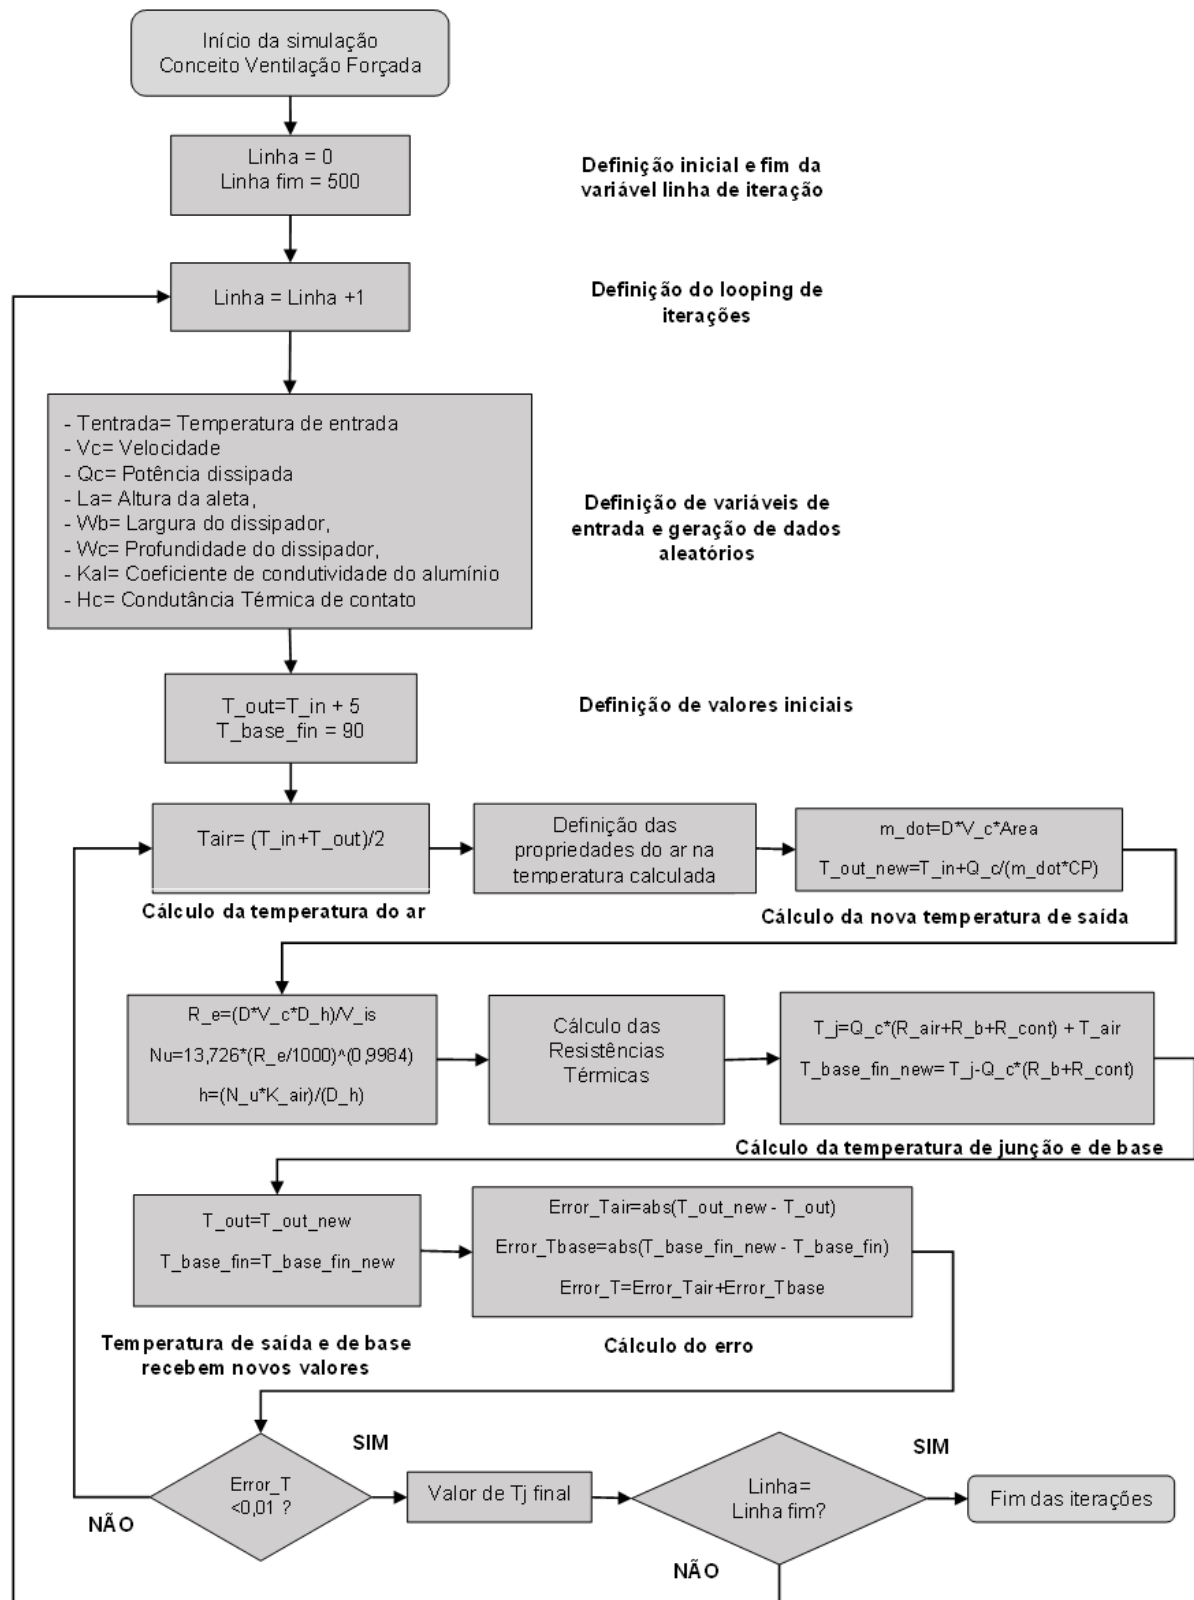 Início da simulação
Conceito Ventilação Forçada
Linha = 0
Linha fim = 500
Definição inicial e fim da
variável linha de iteração
Linha = Linha +1
Definição do looping de
iterações
- Tentrada= Temperatura de entrada
- Vc= Velocidade
- Qc= Potência dissipada
- La= Altura da aleta,
- Wb= Largura do dissipador,
- Wc= Profundidade do dissipador,
- Kal= Coeficiente de condutividade do alumínio
- Hc= Condutância Térmica de contato
Definição de variáveis de
entrada e geração de dados
aleatórios
T_out=T_in + 5
T_base_fin = 90
Definição de valores iniciais
Tair= (T_in+T_out)/2
Cálculo da temperatura do ar
Definição das
propriedades do ar na
temperatura calculada
m_dot=D*V_c*Area
T_out_new=T_in+Q_c/(m_dot*CP)
Cálculo da nova temperatura de saída
R_e=(D*V_c*D_h)/V_is
Nu=13,726*(R_e/1000)^(0,9984)
h=(N_u*K_air)/(D_h)
Cálculo das
Resistências
Térmicas
T_j=Q_c*(R_air+R_b+R_cont) + T_air
T_base_fin_new= T_j-Q_c*(R_b+R_cont)
Cálculo da temperatura de junção e de base
T_out=T_out_new
T_base_fin=T_base_fin_new
Temperatura de saída e de base
recebem novos valores
Error_Tair=abs(T_out_new - T_out)
Error_Tbase=abs(T_base_fin_new - T_base_fin)
Error_T=Error_Tair+Error_Tbase
Cálculo do erro
Error_T
<0,01 ?
NÃO
SIM
Valor de Tj final
Linha=
Linha fim?
SIM
NÃO
Fim das iterações